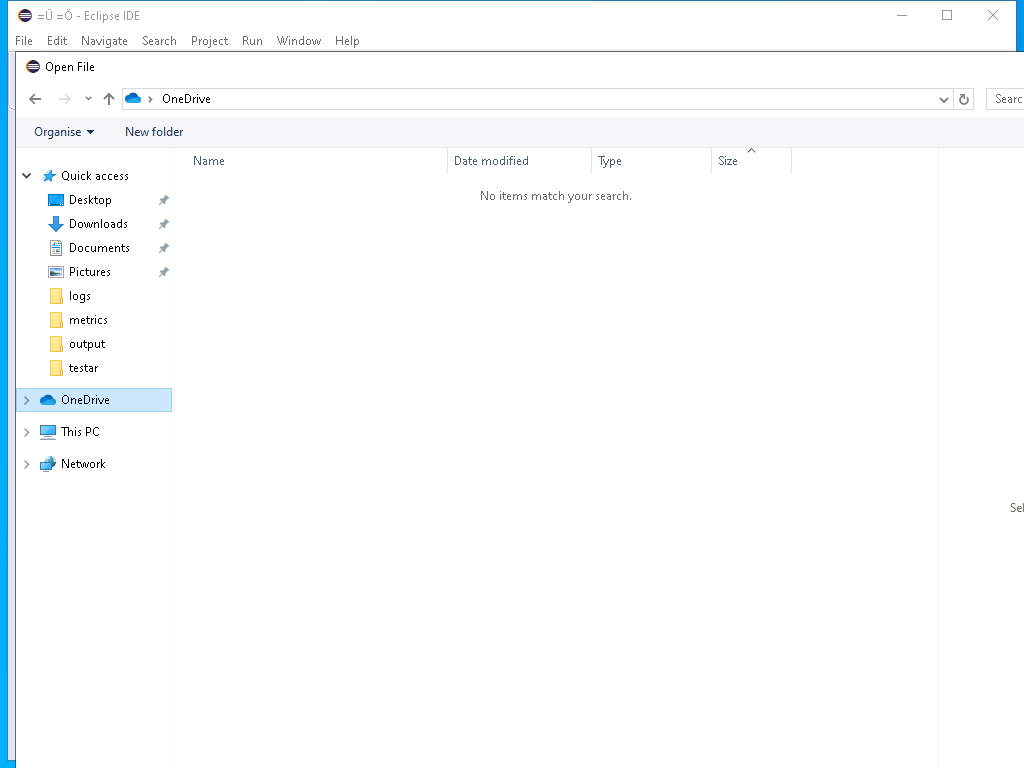 =Ü =Ö - Eclipse IDE
File Edit Navigate Search Project Run Window Help
Open File
OneDrive
Searc
Organise New folder
Name Date modified Type Size
No items match your search.
Quick access
Desktop
Downloads
Documents
Pictures
logs
metrics
output
testar
OneDrive
This PC
Network
Sel